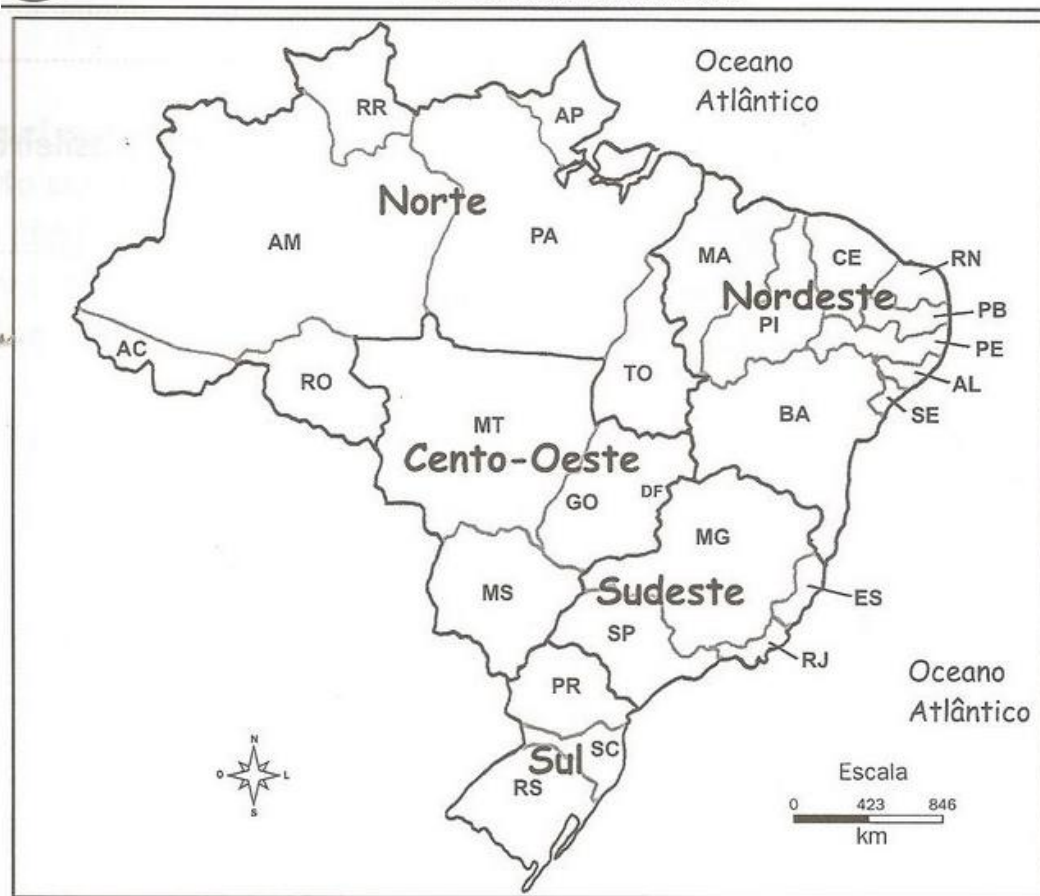 Oceano
Atlântico
RR
AP
Norte
AM
PA
MA
CE
RN
Nordeste
PI
PB
PE
AC
RO
TO
AL
SE
BA
MT
Cento-Oeste
GO
DF
MG
MS
Sudeste
ES
SP
RJ
PR
Oceano
Atlântico
SC
Sul
RS
N
O
L
S
Escala
0 423 846
km